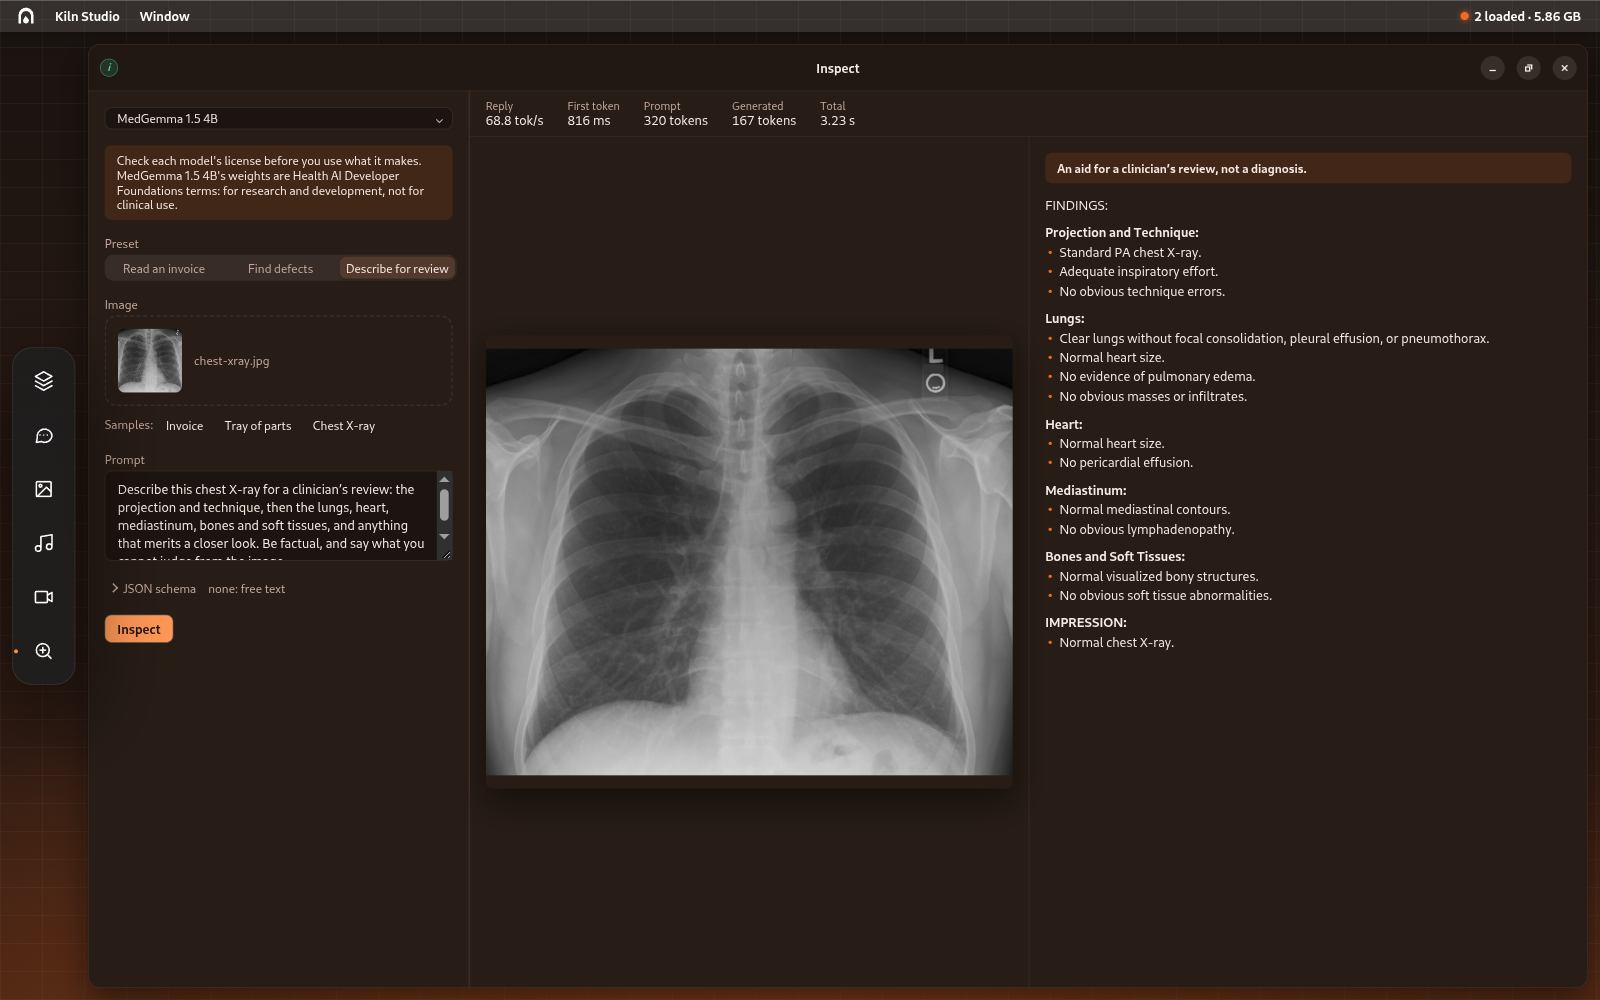 Kiln Studio
Window
2 loaded · 5.86 GB
Inspect
MedGemma 1.5 4B
Check each model's license before you use what it makes.
MedGemma 1.5 4B's weights are Health AI Developer
Foundations terms: for research and development, not for
clinical use.
Preset
Read an invoice
Find defects
Describe for review
Image
chest-xray.jpg
Samples:
Invoice
Tray of parts
Chest X-ray
Prompt
Describe this chest X-ray for a clinician's review: the
projection and technique, then the lungs, heart,
mediastinum, bones and soft tissues, and anything
that merits a closer look. Be factual, and say what you
cannot judge from the image.
JSON schema
none: free text
Inspect
Reply
68.8 tok/s
First token
816 ms
Prompt
320 tokens
Generated
167 tokens
Total
3.23 s
L
An aid for a clinician's review, not a diagnosis.
FINDINGS:
Projection and Technique:
• Standard PA chest X-ray.
• Adequate inspiratory effort.
• No obvious technique errors.
Lungs:
• Clear lungs without focal consolidation, pleural effusion, or pneumothorax.
• Normal heart size.
• No evidence of pulmonary edema.
• No obvious masses or infiltrates.
Heart:
• Normal heart size.
• No pericardial effusion.
Mediastinum:
• Normal mediastinal contours.
• No obvious lymphadenopathy.
Bones and Soft Tissues:
• Normal visualized bony structures.
• No obvious soft tissue abnormalities.
IMPRESSION:
• Normal chest X-ray.